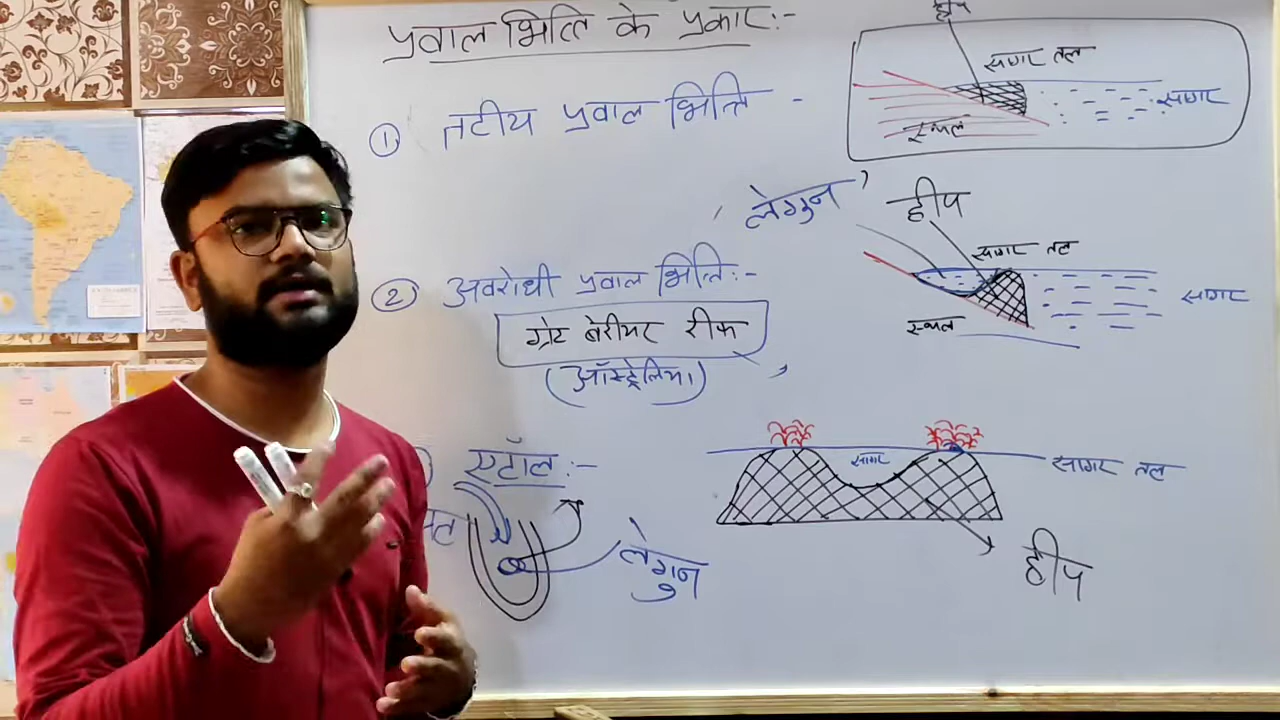 प्रवाल भित्ति के प्रकार:-
द्वीप
सागर तल
सागर
स्थल
① तटीय प्रवाल भित्ति -
लेगुन
द्वीप
सागर तल
सागर
स्थल
② अवरोधी प्रवाल भित्ति:-
ग्रेट बेरीयर रीफ
(ऑस्ट्रेलिया)
एटॉल:-
सागर
सागर तल
लेगुन
द्वीप